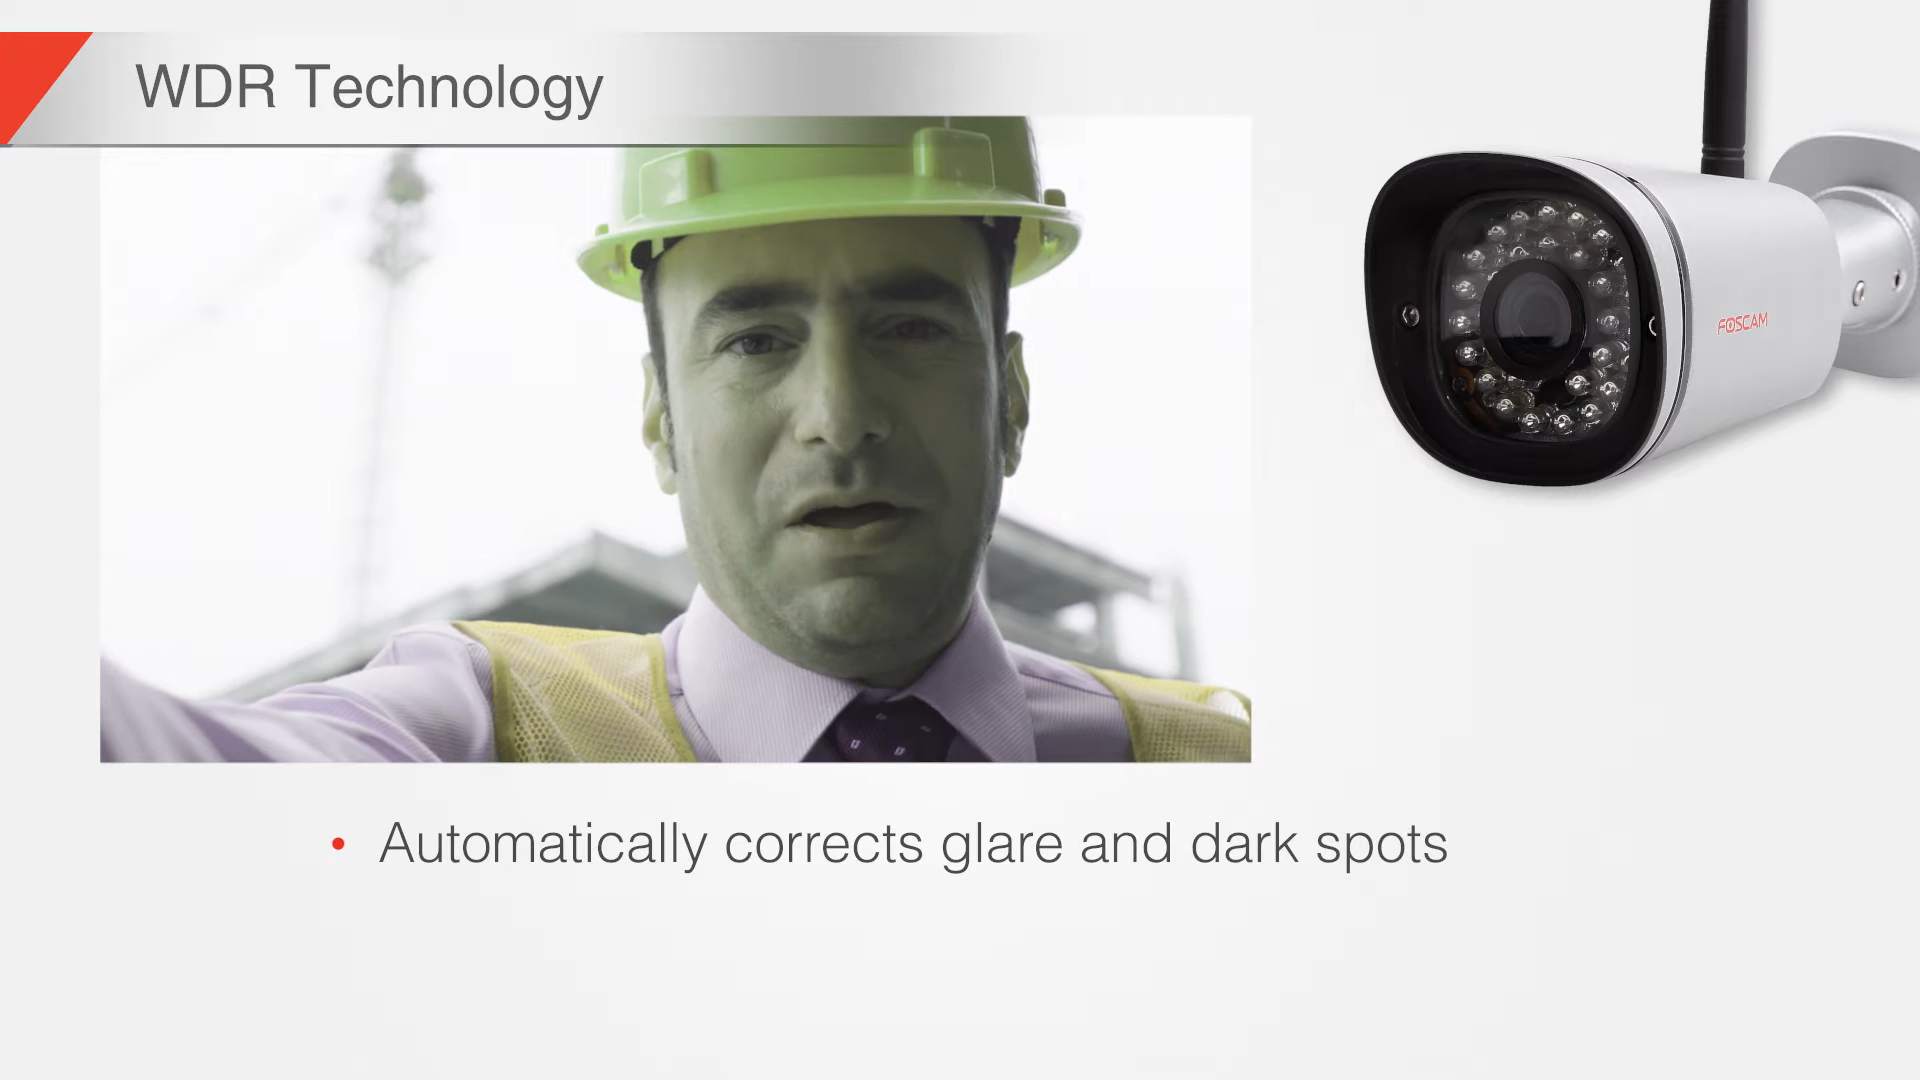 WDR Technology
FOSCAM
• Automatically corrects glare and dark spots